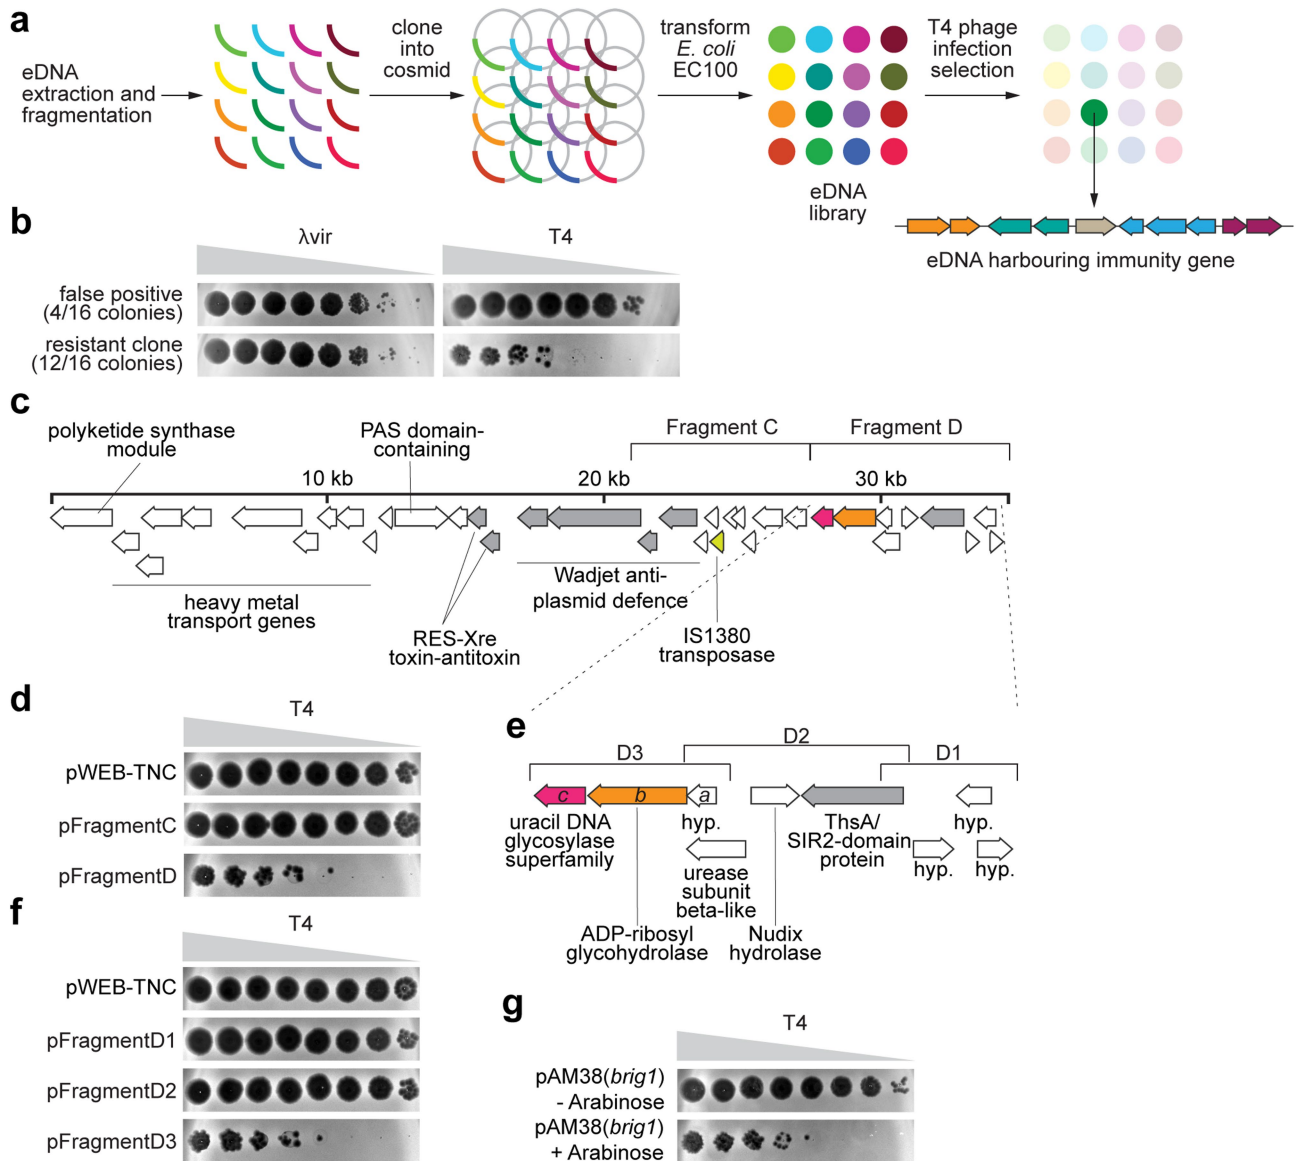 a
eDNA
extraction and
fragmentation
clone
into
cosmid
transform
E. coli
EC100
T4 phage
infection
selection
eDNA
library
eDNA harbouring immunity gene
b
λvir
T4
false positive
(4/16 colonies)
resistant clone
(12/16 colonies)
c
polyketide synthase
module
PAS domain-
containing
Fragment C
Fragment D
10 kb
20 kb
30 kb
heavy metal
transport genes
RES-Xre
toxin-antitoxin
Wadjet anti-
plasmid defence
IS1380
transposase
d
T4
pWEB-TNC
pFragmentC
pFragmentD
e
D3
D2
D1
c
b
a
uracil DNA
glycosylase
superfamily
hyp.
urease
subunit
beta-like
ADP-ribosyl
glycohydrolase
Nudix
hydrolase
ThsA/
SIR2-domain
protein
hyp.
hyp.
hyp.
f
T4
pWEB-TNC
pFragmentD1
pFragmentD2
pFragmentD3
g
T4
pAM38(brig1)
- Arabinose
pAM38(brig1)
+ Arabinose